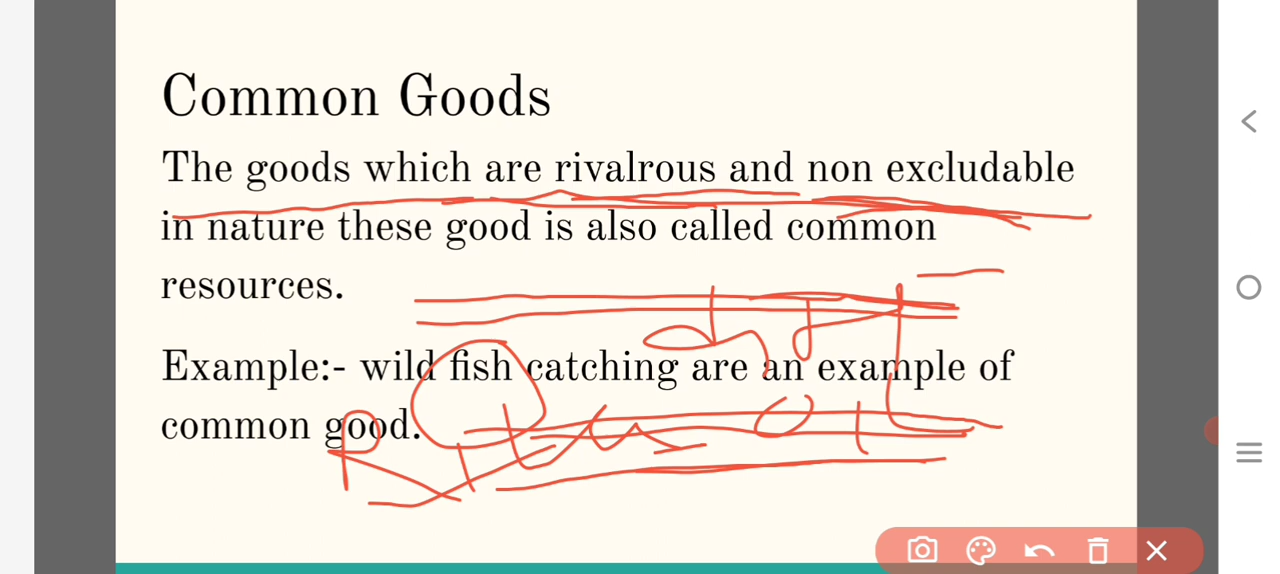 Common Goods
The goods which are rivalrous and non excludable
in nature these good is also called common
resources.
Example:- wild fish catching are an example of
common good.